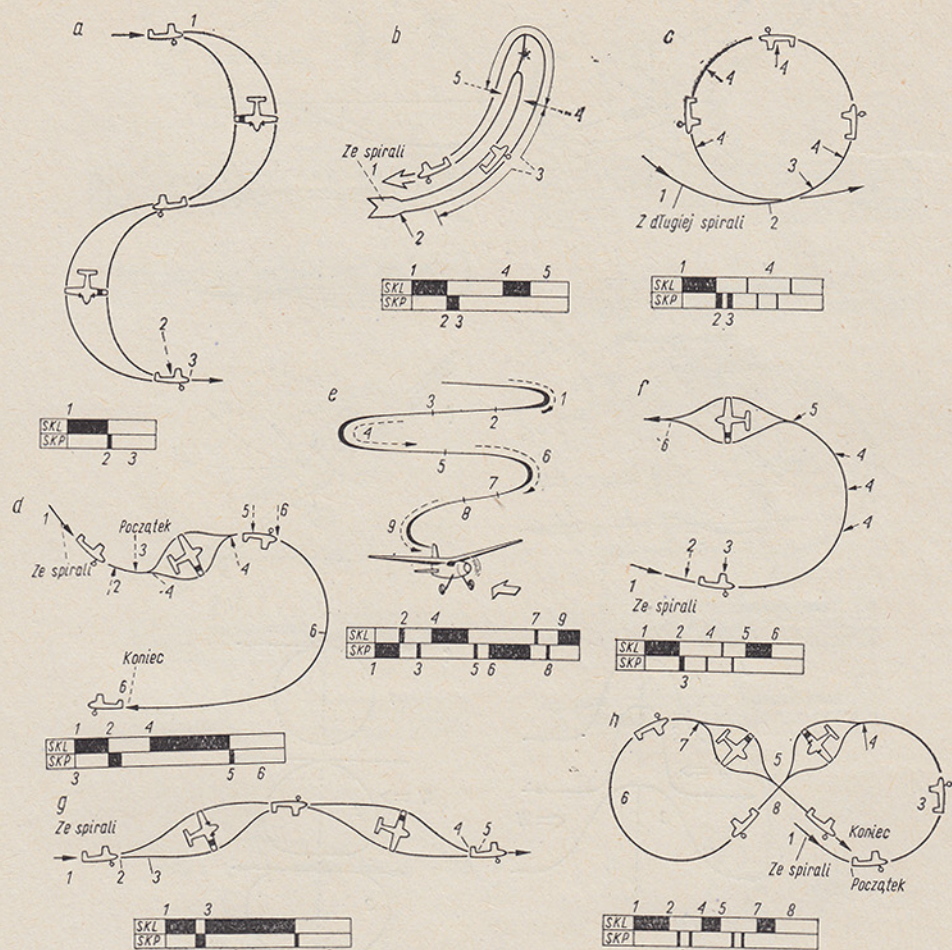 a
1
2
3
1
SKL
SKP
2 3
b
5
4
Ze spirali
1
3
2
1 4 5
SKL
SKP
2 3
c
4
4
4
4
3
1
Z długiej spirali
2
1 4
SKL
SKP
2 3
d
1
Początek
3
5 6
Ze spirali
2
4
4
6
Koniec
6
1 2 4
SKL
SKP
3 5 6
e
1
3
2
4
5
6
7
8
9
2 4 7 9
SKL
SKP
1 3 5 6 8
f
5
6
4
4
4
2 3
1
Ze spirali
1 2 4 5 6
SKL
SKP
3
g
Ze spirali
4 5
1 2 3
1 3
SKL
SKP
h
7
5
4
6
8
3
1
Koniec
Ze spirali
Początek
1 2 4 5 7 8
SKL
SKP